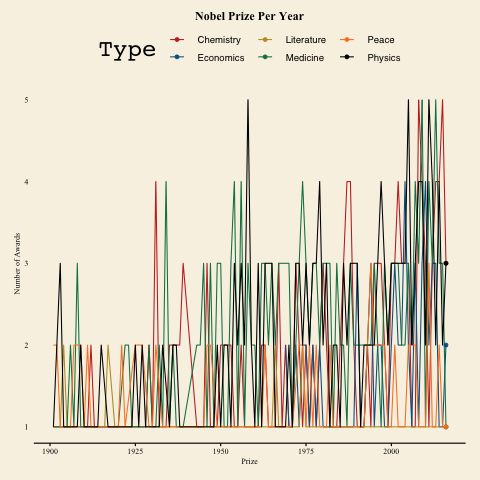 Nobel Prize Per Year
Type
Chemistry
Literature
Peace
Economics
Medicine
Physics
Number of Awards
5
4
3
2
1
1900
1925
1950
1975
2000
Prize